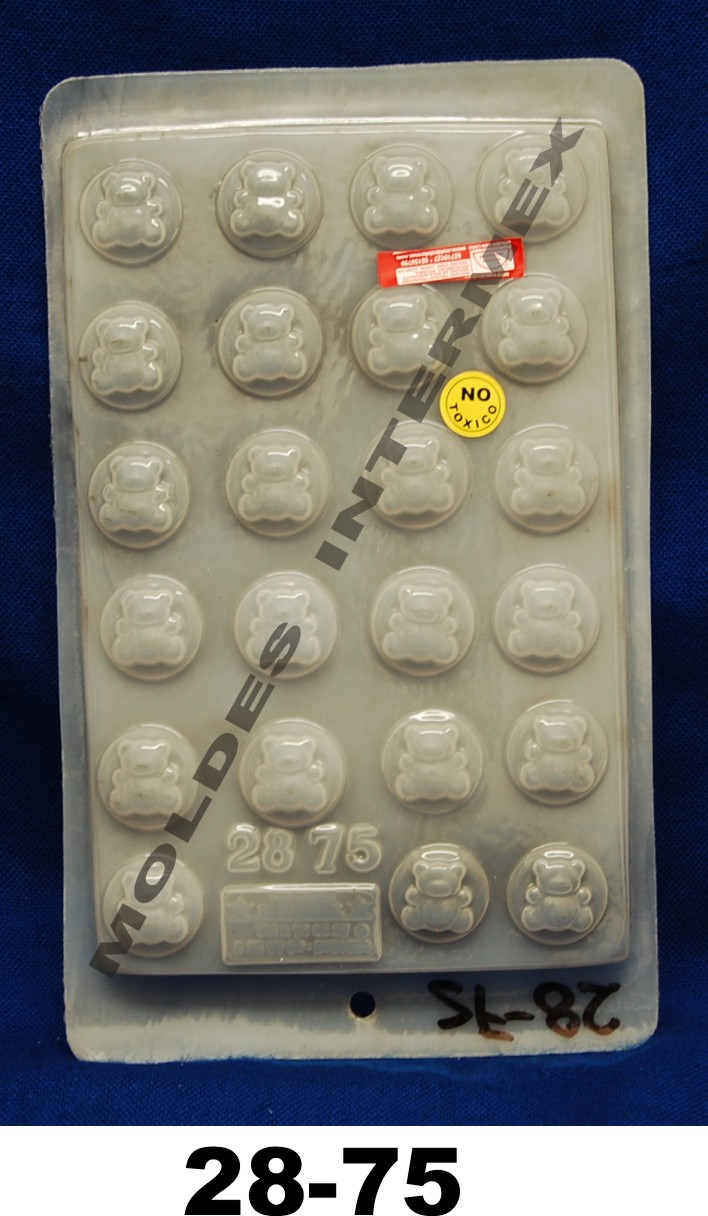 MOLDES INTERMEX
NO
TOXICO
28 75
28-75
28-75